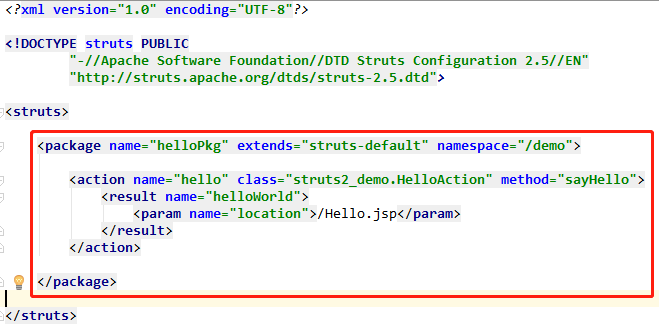 <?xml version="1.0" encoding="UTF-8"?>
<!DOCTYPE struts PUBLIC
"-//Apache Software Foundation//DTD Struts Configuration 2.5//EN"
"http://struts.apache.org/dtds/struts-2.5.dtd">
<struts>
<package name="helloPkg" extends="struts-default" namespace="/demo">
<action name="hello" class="struts2_demo.HelloAction" method="sayHello">
<result name="helloWorld">
<param name="location">/Hello.jsp</param>
</result>
</action>
</package>
</struts>